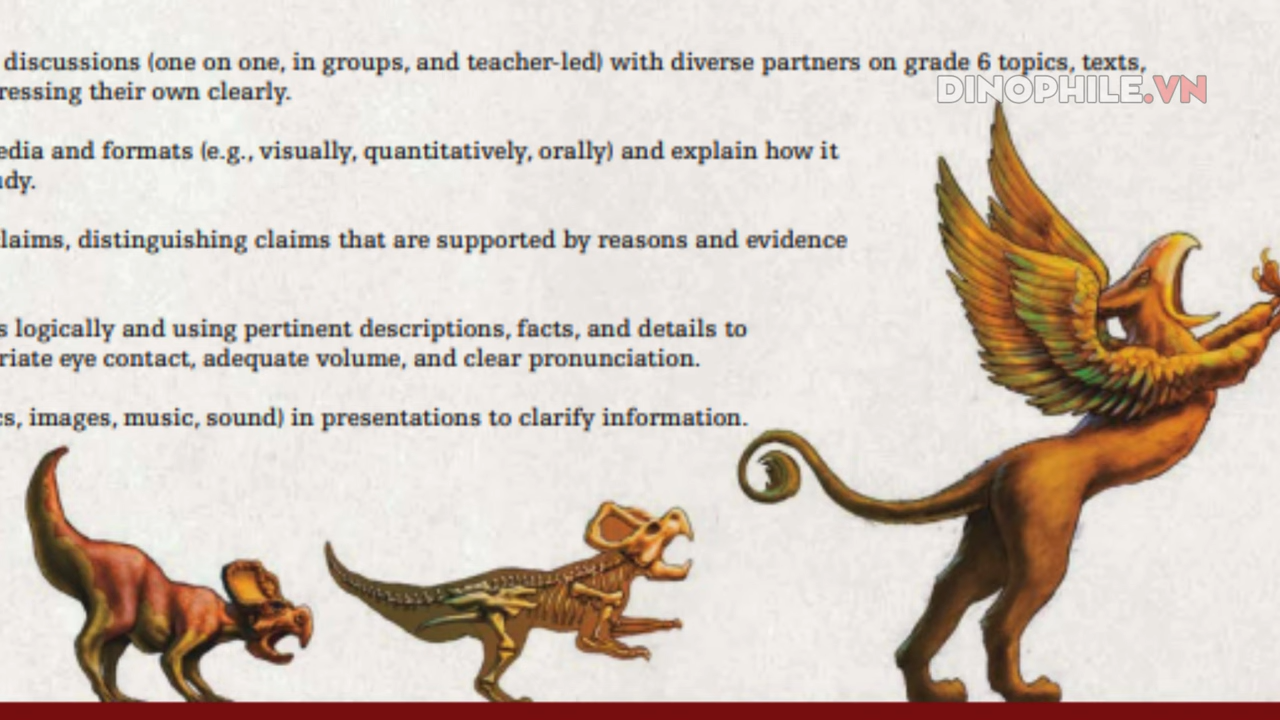 discussions (one on one, in groups, and teacher-led) with diverse partners on grade 6 topics, texts,
DINOPHILE.VN
ressing their own clearly.
edia and formats (e.g., visually, quantitatively, orally) and explain how it
udy.
laims, distinguishing claims that are supported by reasons and evidence
s logically and using pertinent descriptions, facts, and details to
riate eye contact, adequate volume, and clear pronunciation.
cs, images, music, sound) in presentations to clarify information.